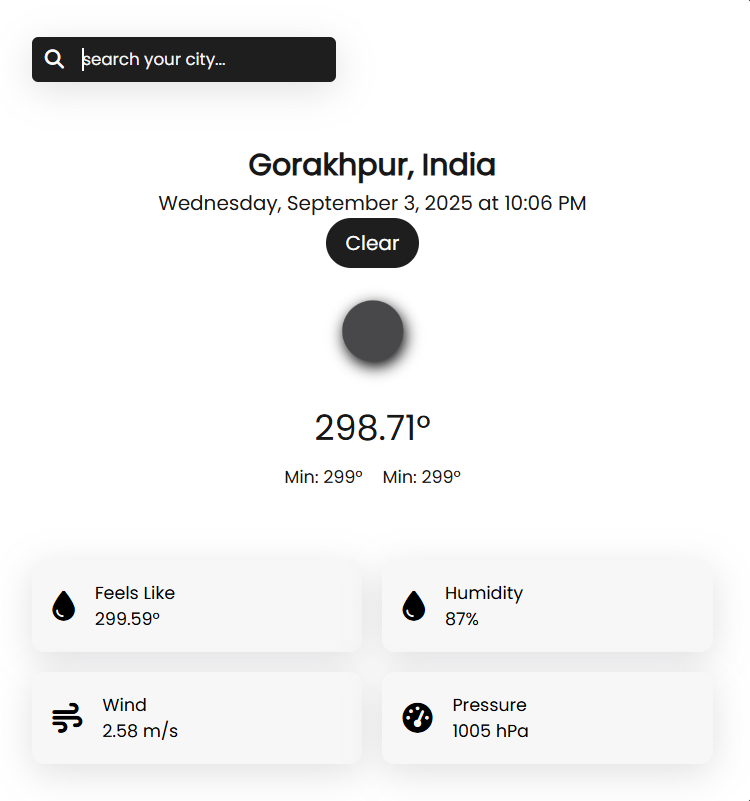 search your city...
Gorakhpur, India
Wednesday, September 3, 2025 at 10:06 PM
Clear
298.71°
Min: 299° Min: 299°
Feels Like
299.59°
Humidity
87%
Wind
2.58 m/s
Pressure
1005 hPa